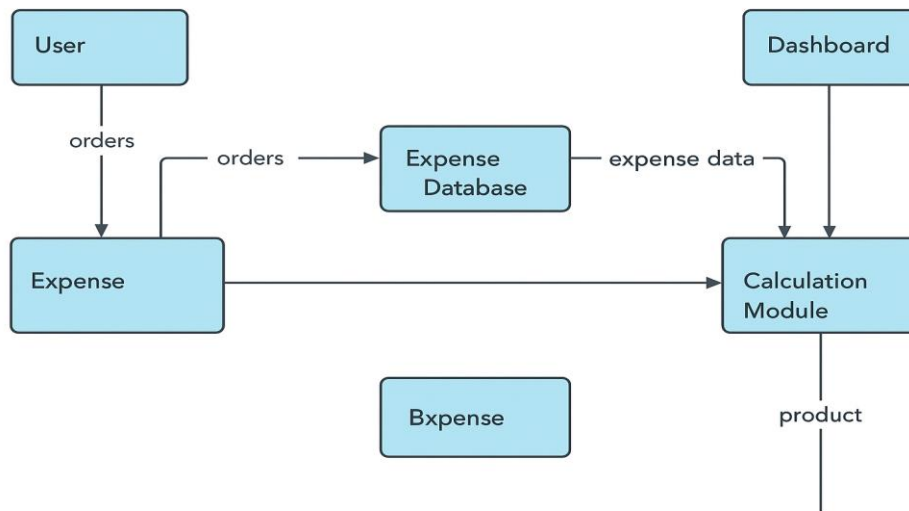 User
Dashboard
orders
orders
Expense
Database
expense data
Expense
Calculation
Module
Bxpense
product